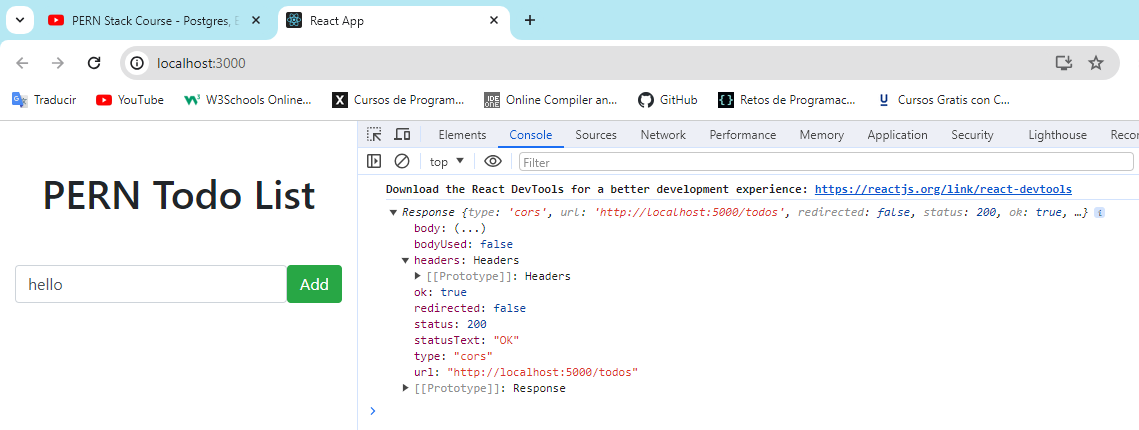 PERN Stack Course - Postgres, E
React App
localhost:3000
Traducir
YouTube
W3Schools Online...
Cursos de Program...
Online Compiler an...
GitHub
Retos de Programac...
Cursos Gratis con C...
Elements
Console
Sources
Network
Performance
Memory
Application
Security
Lighthouse
Recor
top
Filter
PERN Todo List
hello
Add
Download the React DevTools for a better development experience: https://reactjs.org/link/react-devtools
Response {type: 'cors', url: 'http://localhost:5000/todos', redirected: false, status: 200, ok: true, …}
body: (...)
bodyUsed: false
headers: Headers
[[Prototype]]: Headers
ok: true
redirected: false
status: 200
statusText: "OK"
type: "cors"
url: "http://localhost:5000/todos"
[[Prototype]]: Response